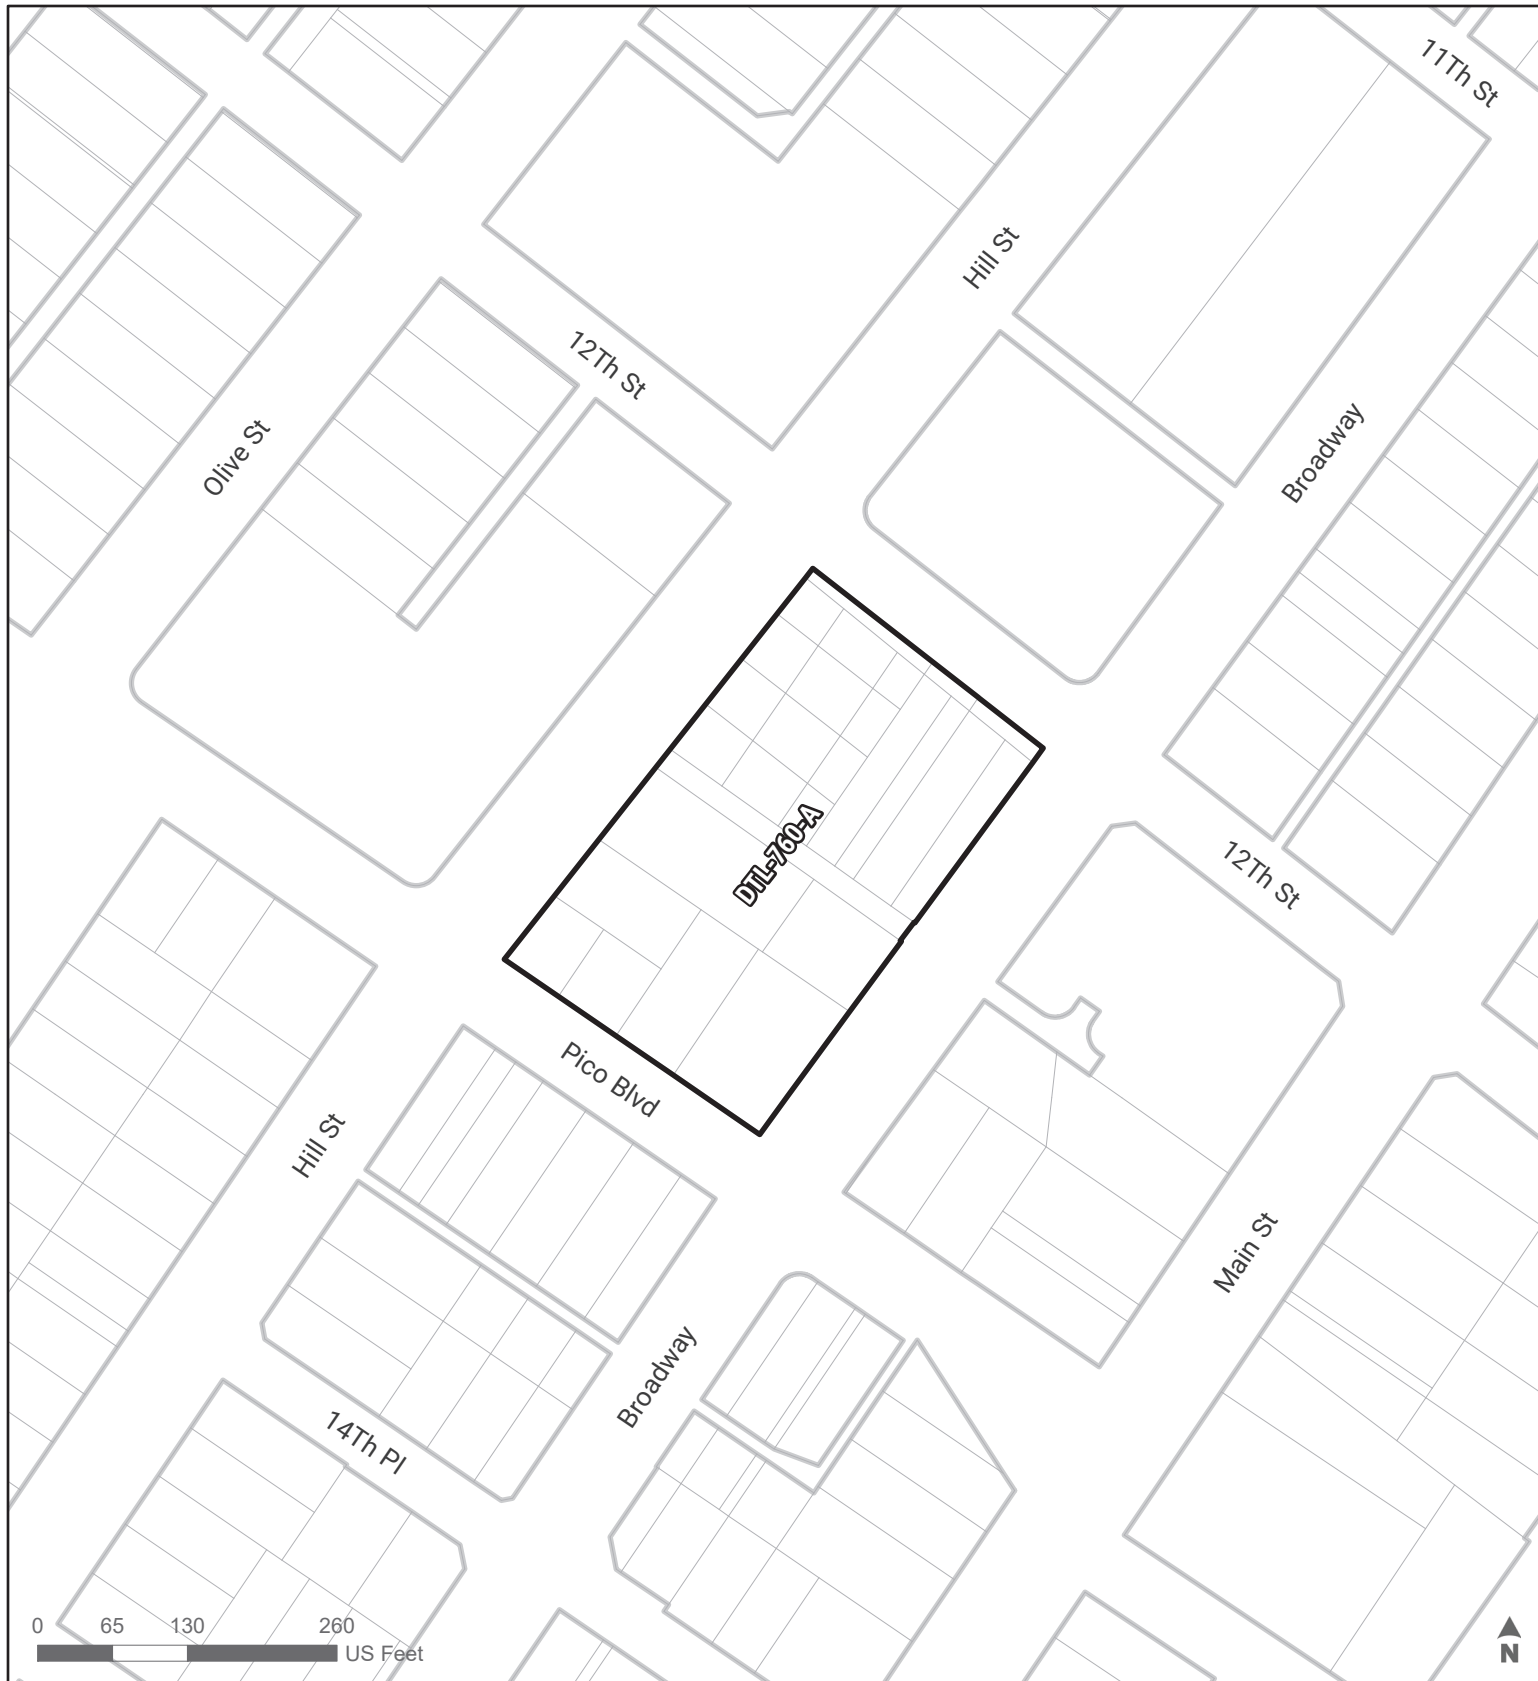 11Th St
Hill St
12Th St
Broadway
Olive St
DTL-760-A
12Th St
Pico Blvd
Hill St
Main St
Broadway
14Th Pl
0 65 130 260
US Feet
N